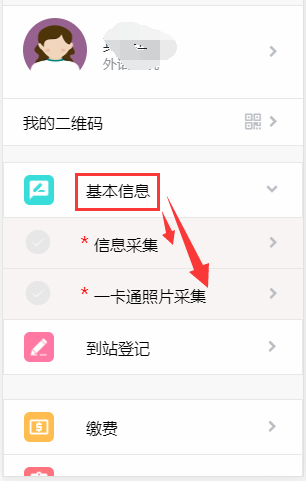 我的二维码
基本信息
* 信息采集
* 一卡通照片采集
到站登记
缴费